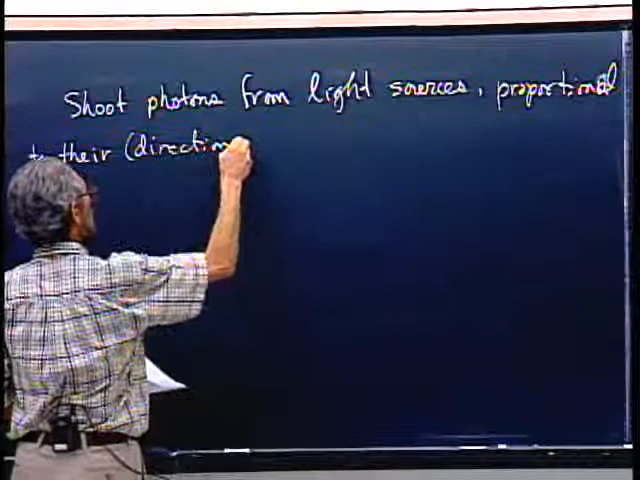 Shoot photons from light sources, proportional
to their (direction